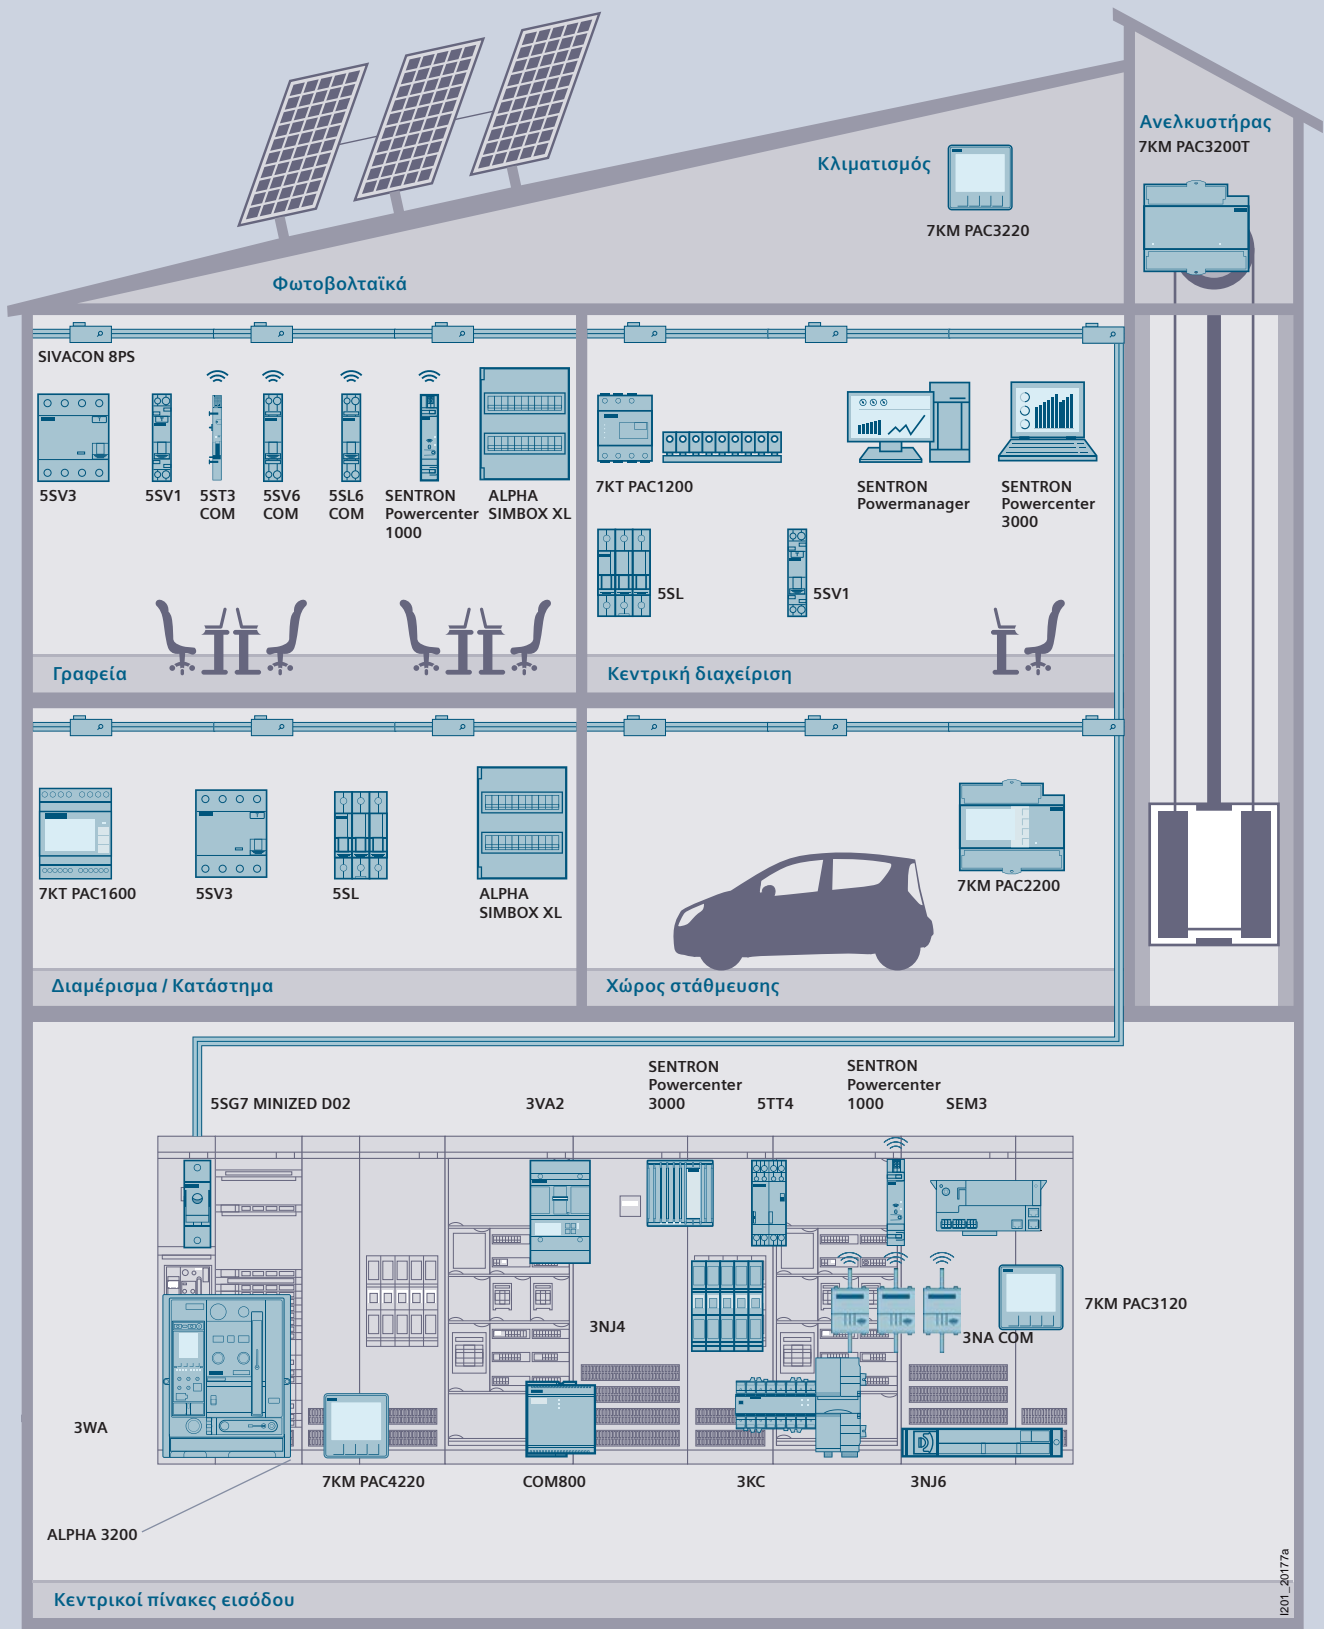 Ανελκυστήρας
7KM PAC3200T
Κλιματισμός
7KM PAC3220
Φωτοβολταϊκά
SIVACON 8PS
5SV3
5SV1
5ST3
COM
5SV6
COM
5SL6
COM
SENTRON
Powercenter
1000
ALPHA
SIMBOX XL
7KT PAC1200
SENTRON
Powermanager
SENTRON
Powercenter
3000
5SL
5SV1
Γραφεία
Κεντρική διαχείριση
7KT PAC1600
5SV3
5SL
ALPHA
SIMBOX XL
7KM PAC2200
Διαμέρισμα / Κατάστημα
Χώρος στάθμευσης
5SG7 MINIZED D02
3VA2
SENTRON
Powercenter
3000
5TT4
SENTRON
Powercenter
1000
SEM3
7KM PAC3120
3NJ4
3NA COM
3WA
7KM PAC4220
COM800
3KC
3NJ6
ALPHA 3200
Κεντρικοί πίνακες εισόδου
I201_20177a